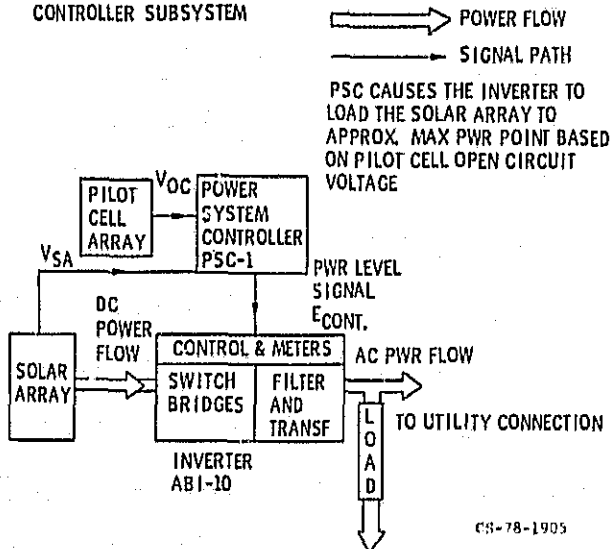 CONTROLLER SUBSYSTEM
POWER FLOW
SIGNAL PATH
PSC CAUSES THE INVERTER TO
LOAD THE SOLAR ARRAY TO
APPROX. MAX PWR POINT BASED
ON PILOT CELL OPEN CIRCUIT
VOLTAGE
PILOT
CELL
ARRAY
VOC
POWER
SYSTEM
CONTROLLER
PSC-1
VSA
PWR LEVEL
SIGNAL
ECONT.
DC
POWER
FLOW
SOLAR
ARRAY
CONTROL & METERS
SWITCH
BRIDGES
FILTER
AND
TRANSF
AC PWR FLOW
LOAD
TO UTILITY CONNECTION
INVERTER
ABI-10
CS-78-1905